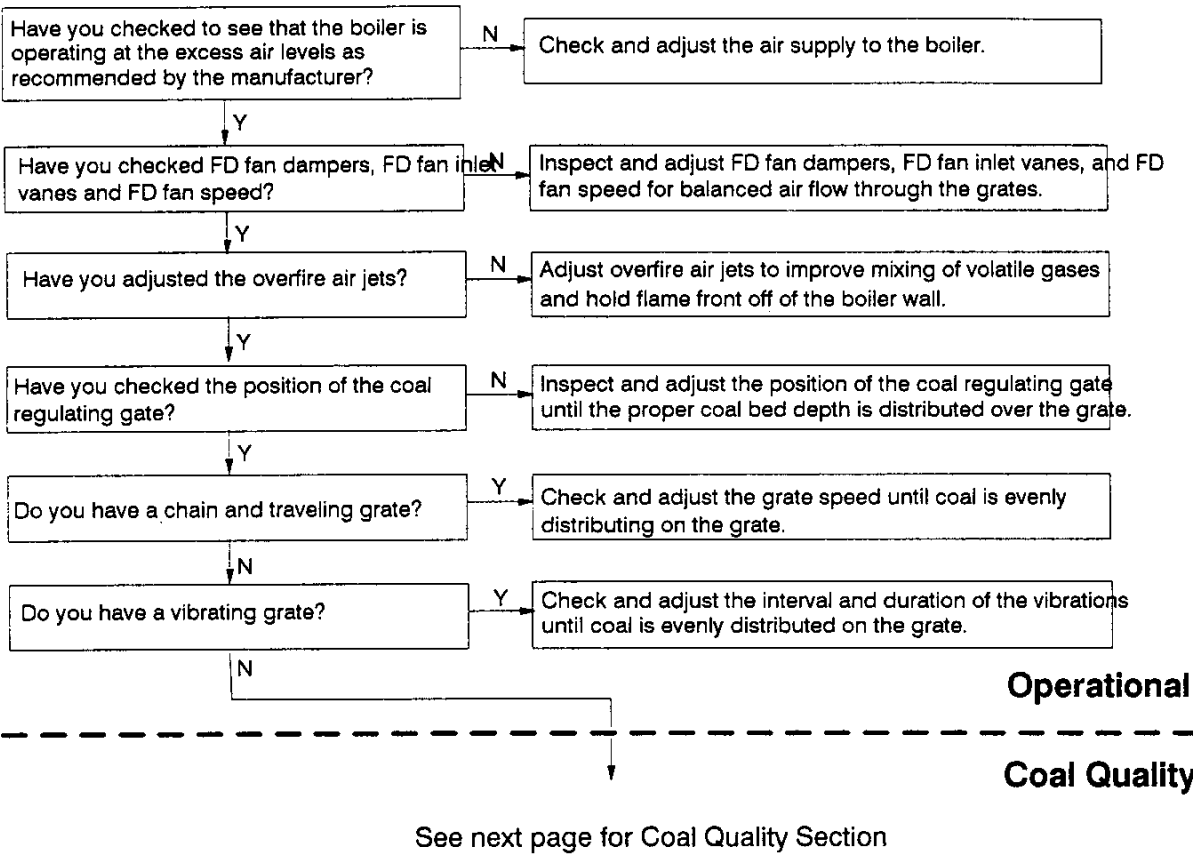 Have you checked to see that the boiler is
operating at the excess air levels as
recommended by the manufacturer?
N
Check and adjust the air supply to the boiler.
Y
Have you checked FD fan dampers, FD fan inlet
vanes and FD fan speed?
N
Inspect and adjust FD fan dampers, FD fan inlet vanes, and FD
fan speed for balanced air flow through the grates.
Y
Have you adjusted the overfire air jets?
N
Adjust overfire air jets to improve mixing of volatile gases
and hold flame front off of the boiler wall.
Y
Have you checked the position of the coal
regulating gate?
N
Inspect and adjust the position of the coal regulating gate
until the proper coal bed depth is distributed over the grate.
Y
Do you have a chain and traveling grate?
Y
Check and adjust the grate speed until coal is evenly
distributing on the grate.
N
Do you have a vibrating grate?
Y
Check and adjust the interval and duration of the vibrations
until coal is evenly distributed on the grate.
N
Operational
Coal Quality
See next page for Coal Quality Section